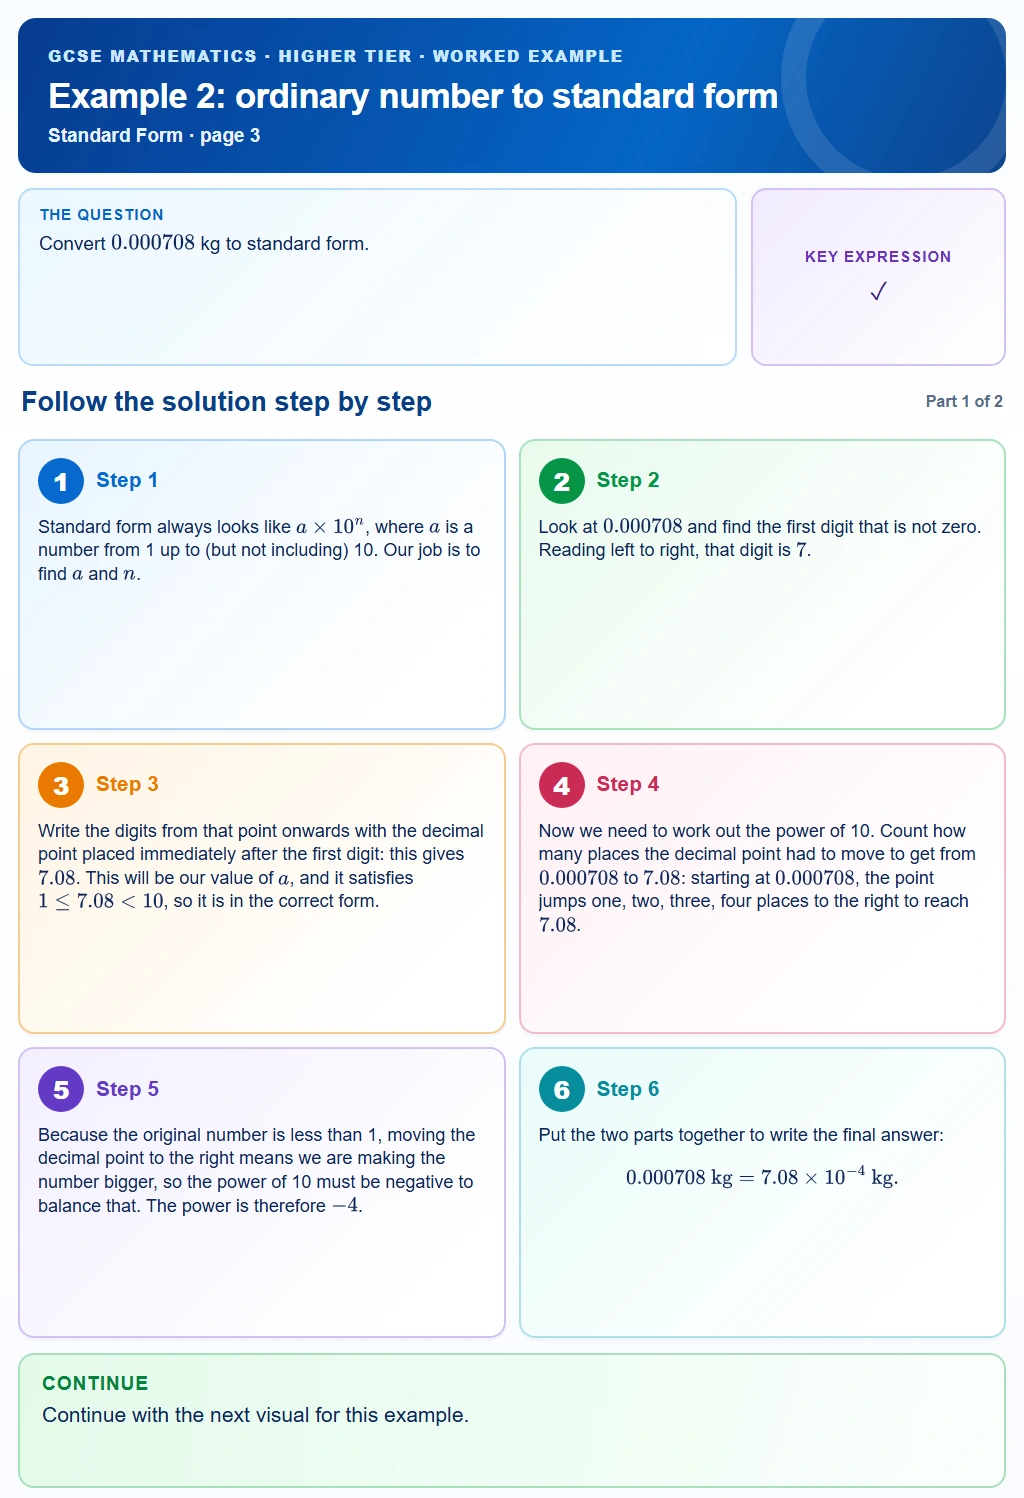 GCSE MATHEMATICS · HIGHER TIER · WORKED EXAMPLE
Example 2: ordinary number to standard form
Standard Form · page 3
THE QUESTION
Convert 0.000708 kg to standard form.
KEY EXPRESSION
✓
Follow the solution step by step
Part 1 of 2
1 Step 1
Standard form always looks like a × 10ⁿ, where a is a
number from 1 up to (but not including) 10. Our job is to
find a and n.
2 Step 2
Look at 0.000708 and find the first digit that is not zero.
Reading left to right, that digit is 7.
3 Step 3
Write the digits from that point onwards with the decimal
point placed immediately after the first digit: this gives
7.08. This will be our value of a, and it satisfies
1 ≤ 7.08 < 10, so it is in the correct form.
4 Step 4
Now we need to work out the power of 10. Count how
many places the decimal point had to move to get from
0.000708 to 7.08: starting at 0.000708, the point
jumps one, two, three, four places to the right to reach
7.08.
5 Step 5
Because the original number is less than 1, moving the
decimal point to the right means we are making the
number bigger, so the power of 10 must be negative to
balance that. The power is therefore −4.
6 Step 6
Put the two parts together to write the final answer:
0.000708 kg = 7.08 × 10⁻⁴ kg.
CONTINUE
Continue with the next visual for this example.